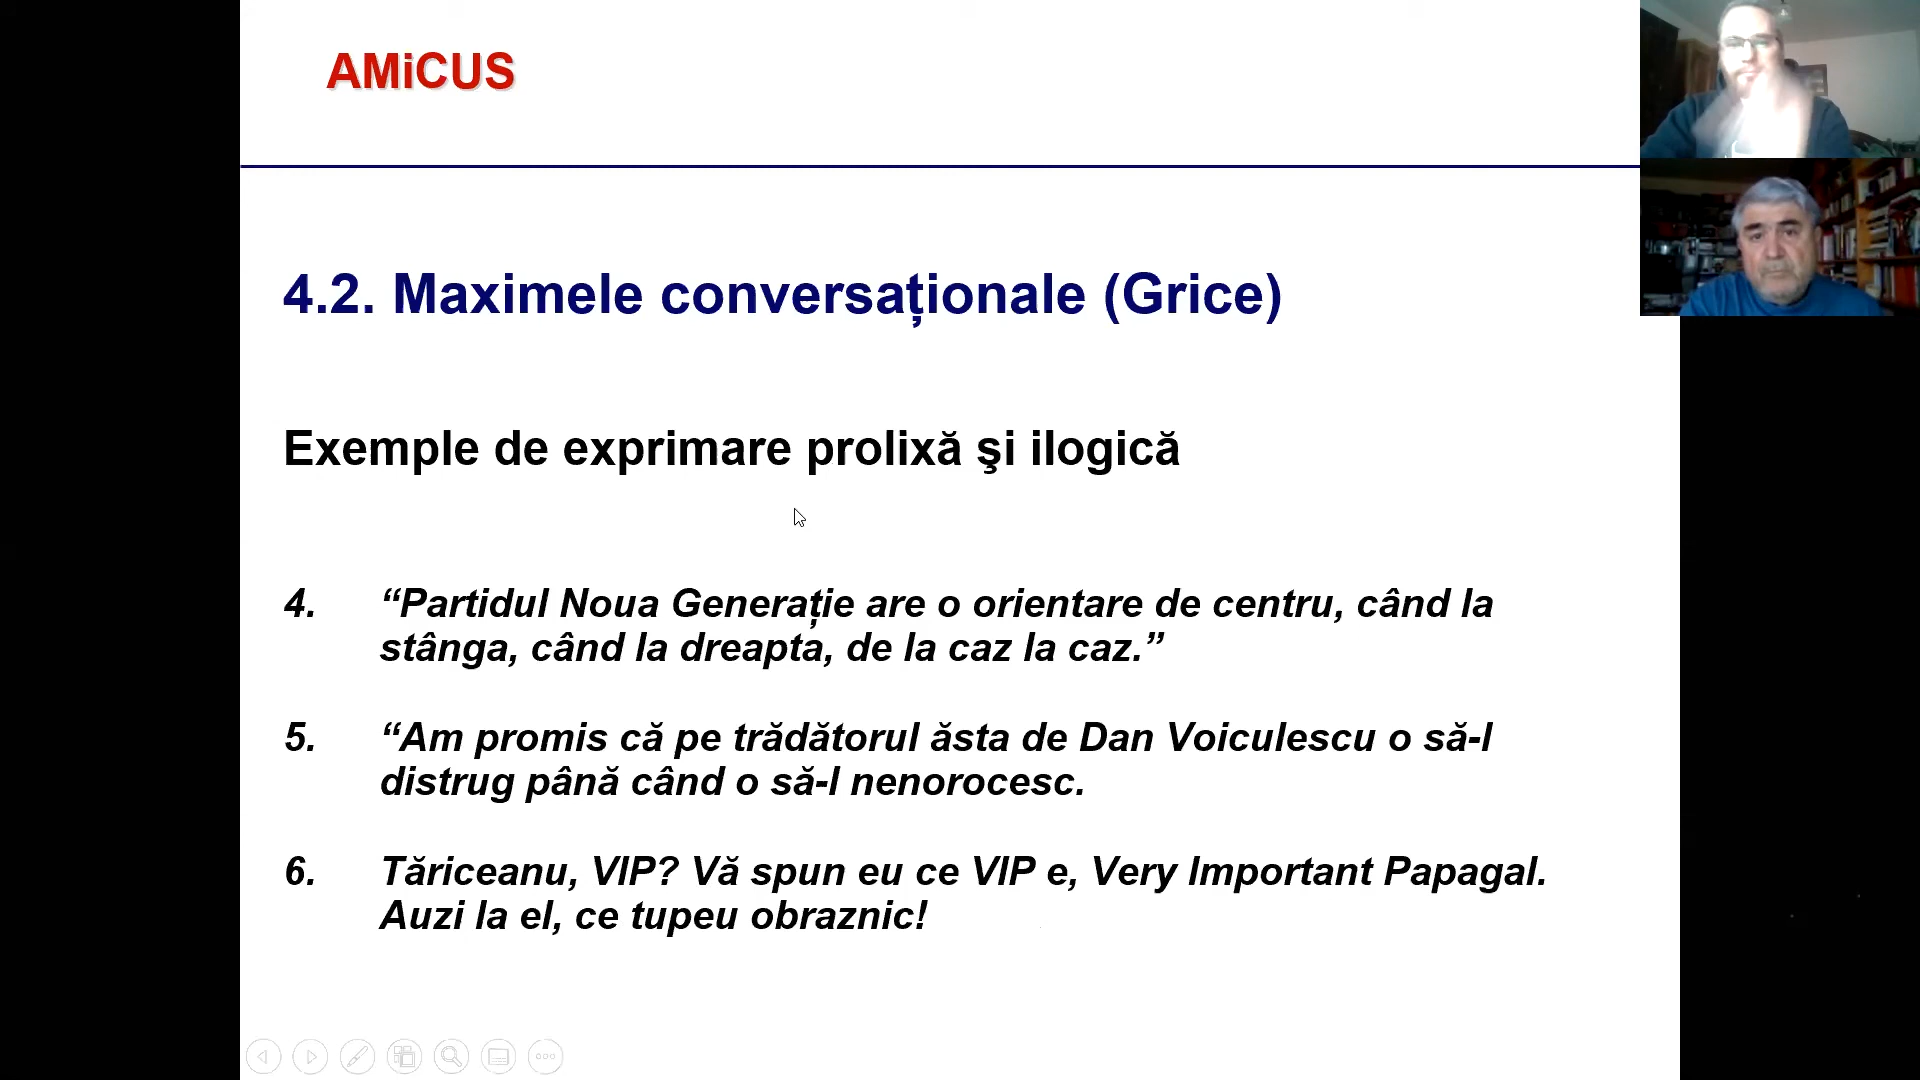 AMiCUS
4.2. Maximele conversaționale (Grice)
Exemple de exprimare prolixă şi ilogică
4. “Partidul Noua Generație are o orientare de centru, când la
stânga, când la dreapta, de la caz la caz.”
5. “Am promis că pe trădătorul ăsta de Dan Voiculescu o să-l
distrug până când o să-l nenorocesc.
6. Tăriceanu, VIP? Vă spun eu ce VIP e, Very Important Papagal.
Auzi la el, ce tupeu obraznic!